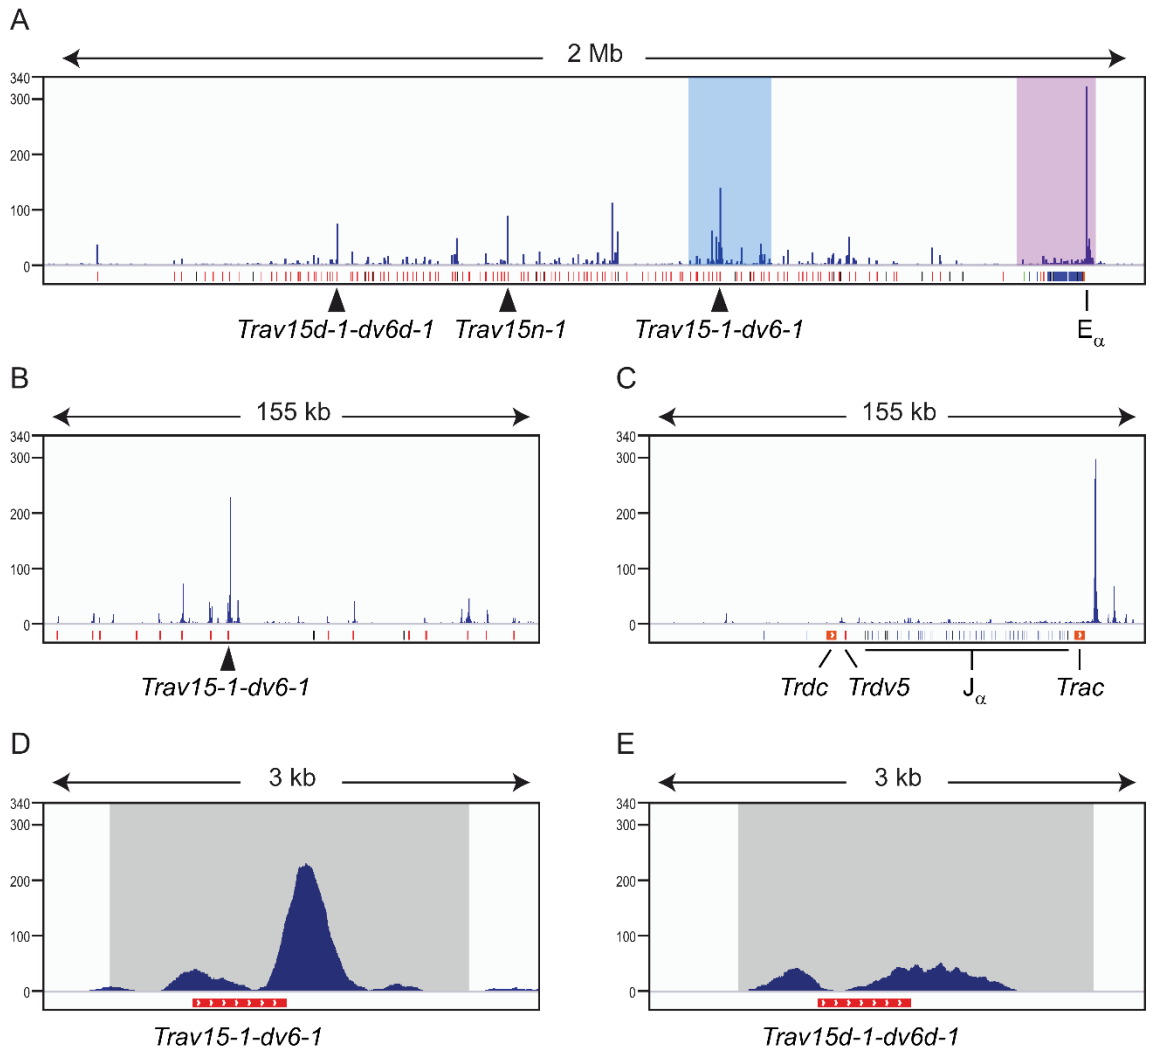 A
2 Mb
340
300
200
100
0
Trav15d-1-dv6d-1 Trav15n-1 Trav15-1-dv6-1 Eα
B
155 kb
340
300
200
100
0
Trav15-1-dv6-1
C
155 kb
340
300
200
100
0
Trdc Trdv5 Jα Trac
D
3 kb
340
300
200
100
0
Trav15-1-dv6-1
E
3 kb
340
300
200
100
0
Trav15d-1-dv6d-1